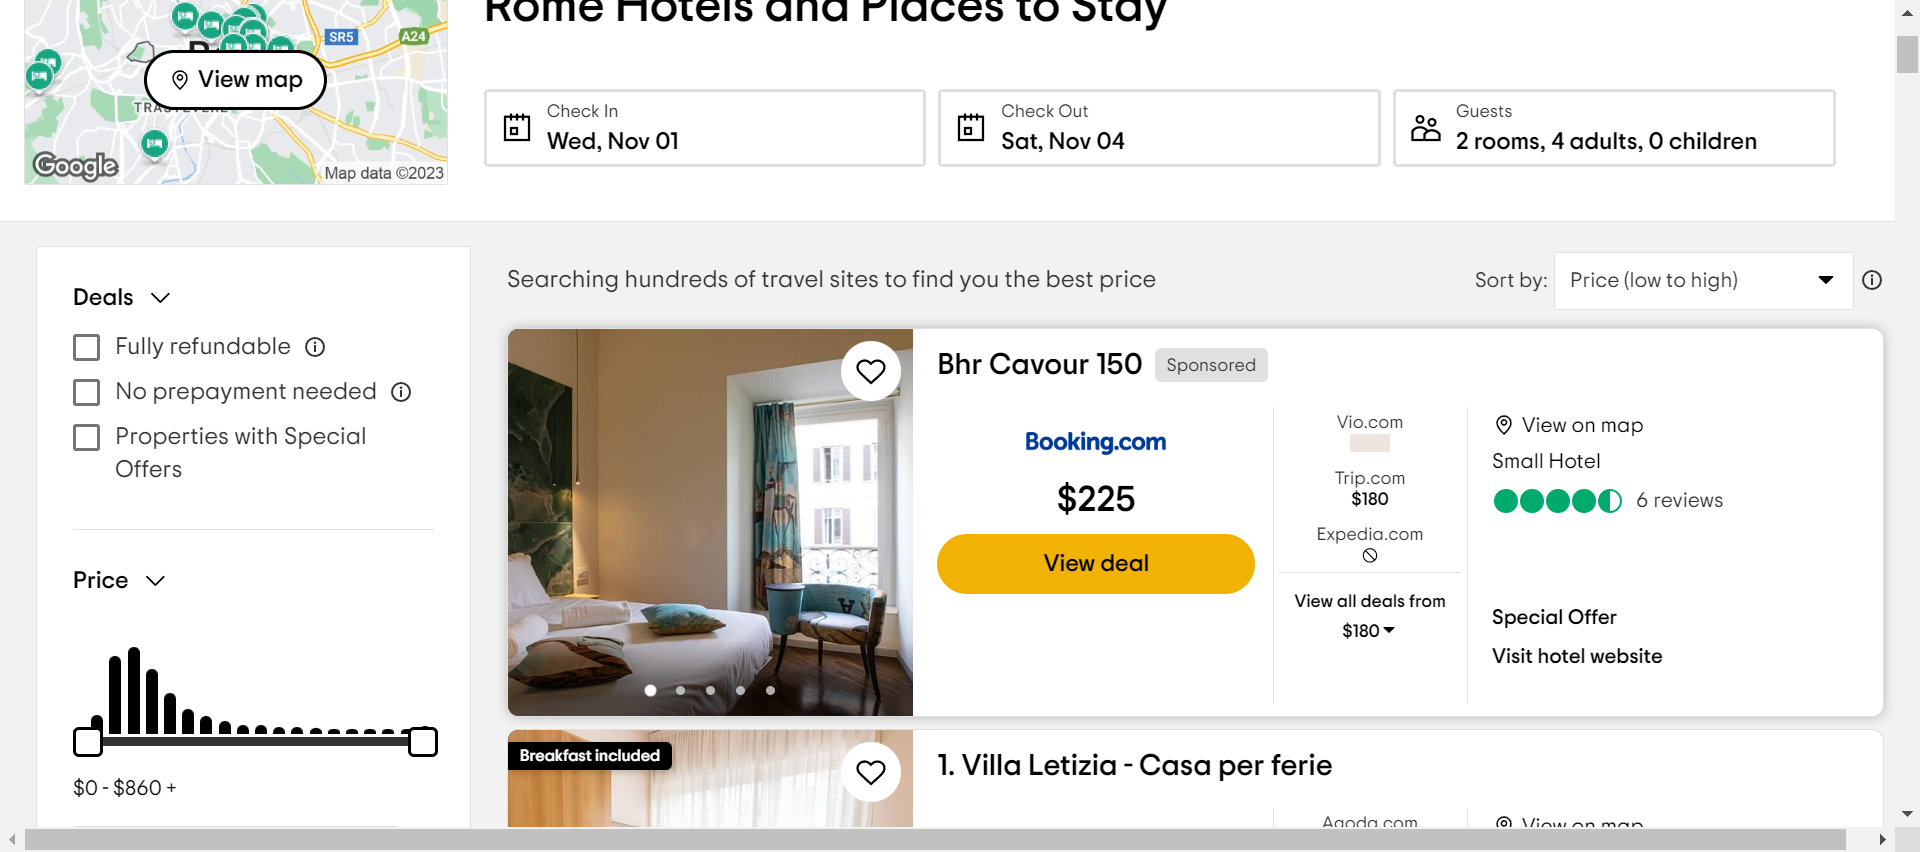 Rome Hotels and Places to Stay
SR5
A24
View map
TRASTEVERE
Google
Map data ©2023
Check In
Wed, Nov 01
Check Out
Sat, Nov 04
Guests
2 rooms, 4 adults, 0 children
Deals
Fully refundable
No prepayment needed
Properties with Special
Offers
Price
$0 - $860 +
Searching hundreds of travel sites to find you the best price
Sort by:
Price (low to high)
Bhr Cavour 150
Sponsored
Booking.com
$225
View deal
Vio.com
Trip.com
$180
Expedia.com
View all deals from
$180
View on map
Small Hotel
6 reviews
Special Offer
Visit hotel website
Breakfast included
1. Villa Letizia - Casa per ferie
Agoda.com
View on map